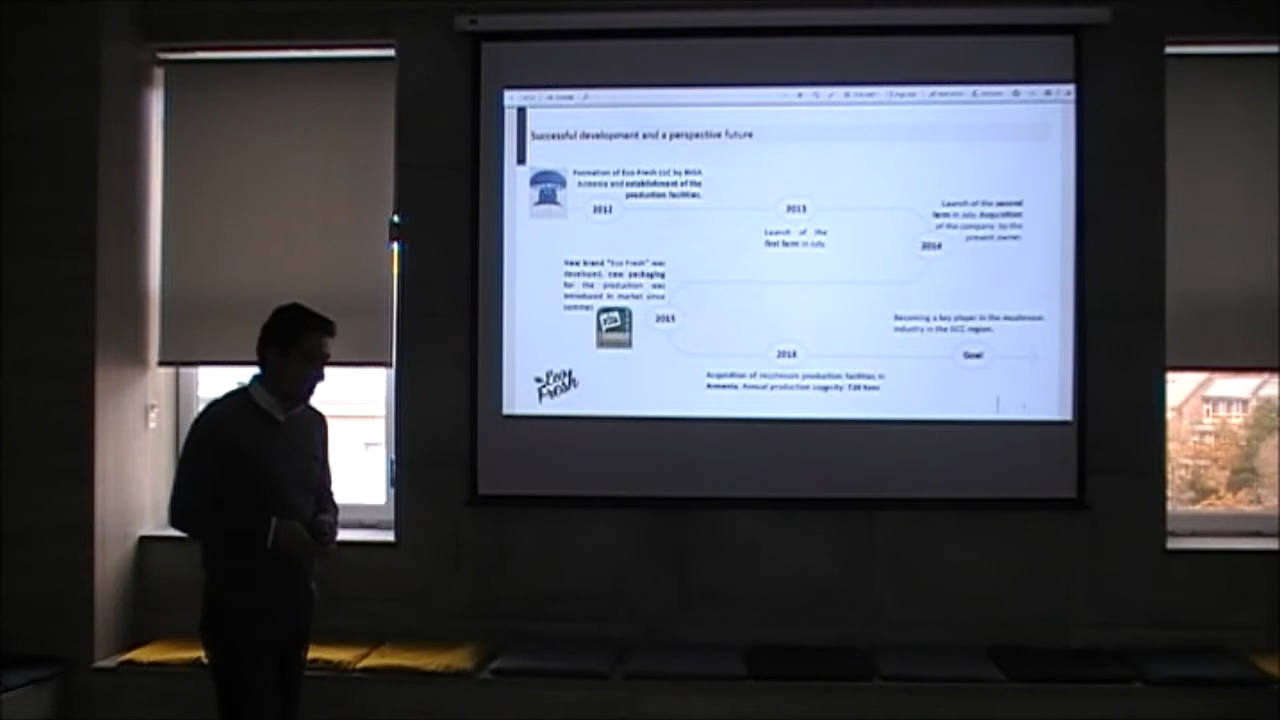 Successful development and a perspective future
Formation of Eco Fresh LLC by
Armenia and establishment of the
production facilities.
2012
2013
Launch of the
first farm in July.
Launch of the second
farm in July. Acquisition
of the company by the
present owner.
2014
New brand "Eco Fresh" was
developed, new packaging
for the production was
introduced in market since
summer.
2015
2018
Acquisition of mushroom production facilities in
Armenia. Annual production capacity: 720 tons
Becoming a key player in the mushroom
industry in the GCC region.
Goal
Eco
Fresh